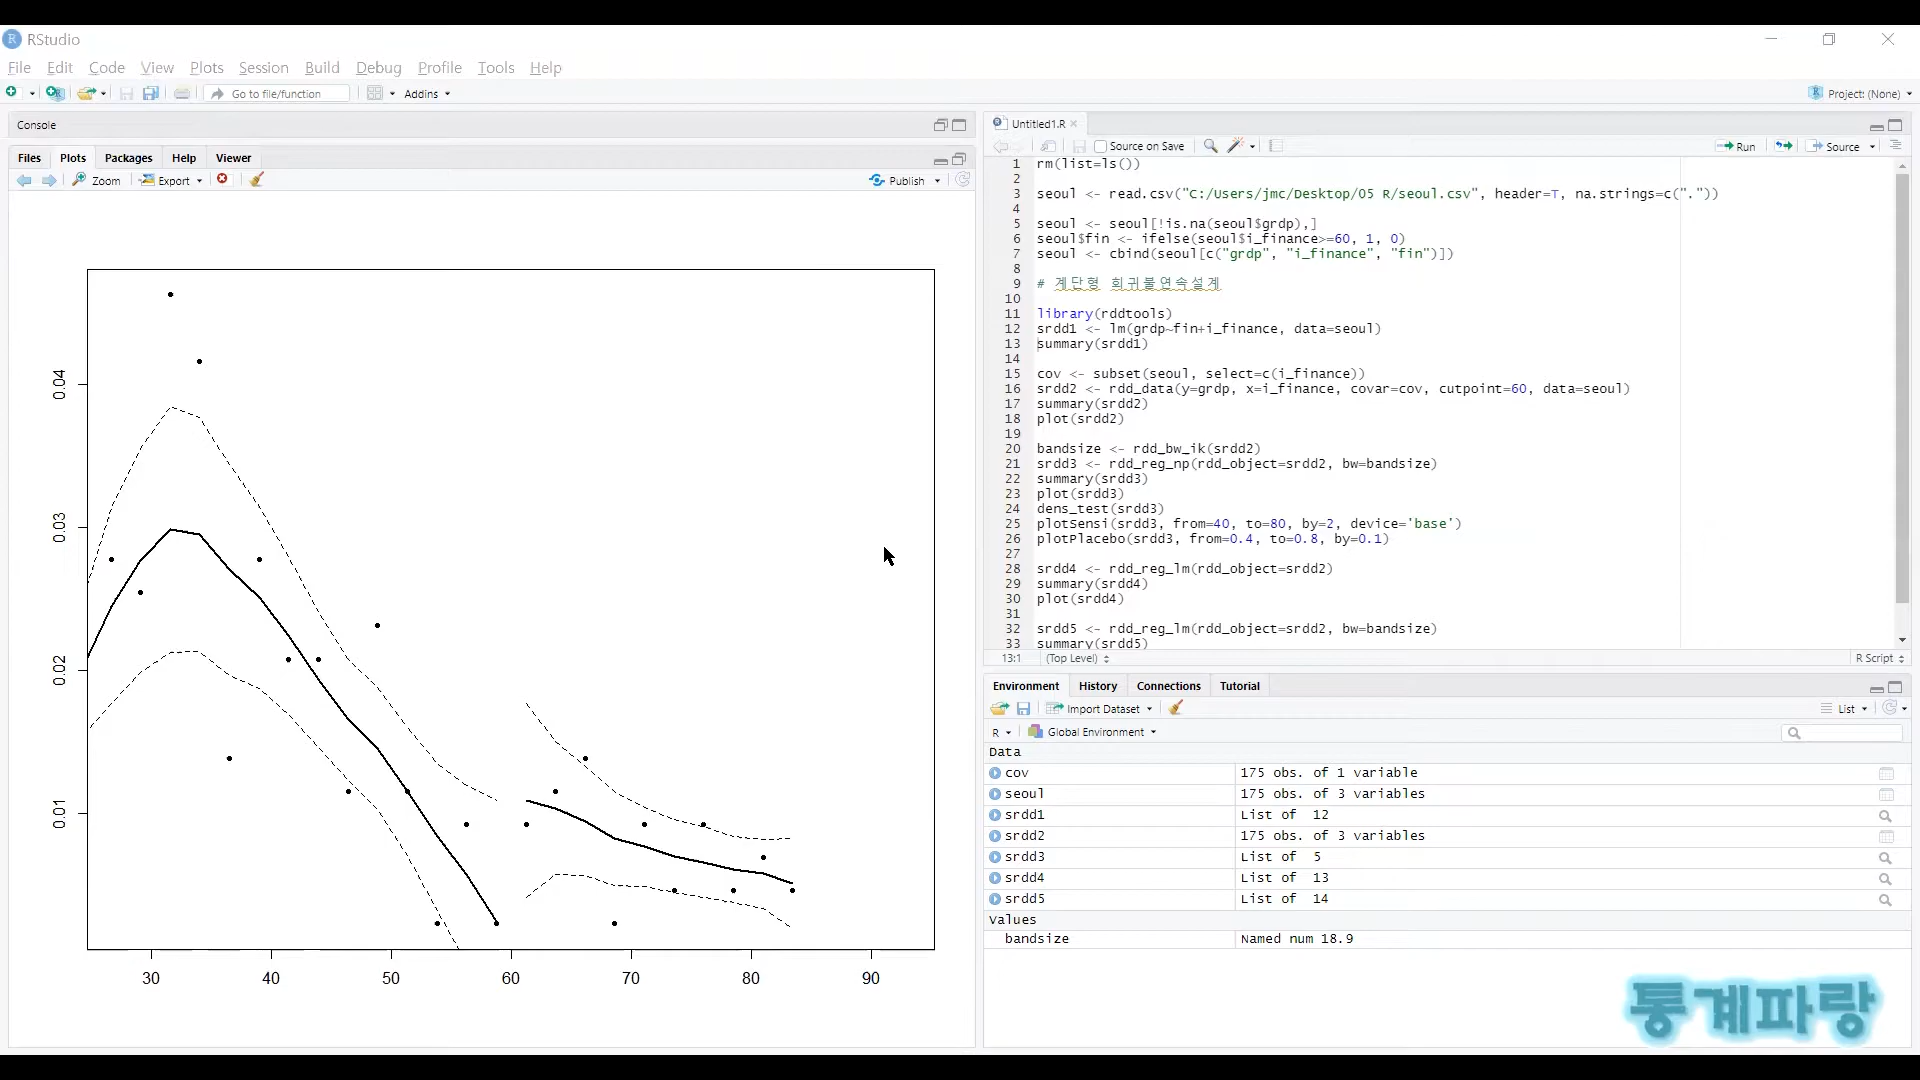 RStudio
File Edit Code View Plots Session Build Debug Profile Tools Help
Go to file/function Addins Project: (None)
Console
Files Plots Packages Help Viewer
Zoom Export Publish
0.04
0.03
0.02
0.01
30 40 50 60 70 80 90
Untitled1.R
Source on Save Run Source
1 rm(list=ls())
2
3 seoul <- read.csv("C:/Users/jmc/Desktop/05 R/seoul.csv", header=T, na.strings=c("."))
4
5 seoul <- seoul[!is.na(seoul$grdp),]
6 seoul$fin <- ifelse(seoul$i_finance>=60, 1, 0)
7 seoul <- cbind(seoul[c("grdp", "i_finance", "fin")])
8
9 # 계단형 회귀불연속설계
10
11 library(rddtools)
12 srdd1 <- lm(grdp~fin+i_finance, data=seoul)
13 summary(srdd1)
14
15 cov <- subset(seoul, select=c(i_finance))
16 srdd2 <- rdd_data(y=grdp, x=i_finance, covar=cov, cutpoint=60, data=seoul)
17 summary(srdd2)
18 plot(srdd2)
19
20 bandsize <- rdd_bw_ik(srdd2)
21 srdd3 <- rdd_reg_np(rdd_object=srdd2, bw=bandsize)
22 summary(srdd3)
23 plot(srdd3)
24 dens_test(srdd3)
25 plotSensi(srdd3, from=40, to=80, by=2, device='base')
26 plotPlacebo(srdd3, from=0.4, to=0.8, by=0.1)
27
28 srdd4 <- rdd_reg_lm(rdd_object=srdd2)
29 summary(srdd4)
30 plot(srdd4)
31
32 srdd5 <- rdd_reg_lm(rdd_object=srdd2, bw=bandsize)
33 summary(srdd5)
13:1 (Top Level) R Script
Environment History Connections Tutorial
Import Dataset List
R Global Environment
Data
cov 175 obs. of 1 variable
seoul 175 obs. of 3 variables
srdd1 List of 12
srdd2 175 obs. of 3 variables
srdd3 List of 5
srdd4 List of 13
srdd5 List of 14
Values
bandsize Named num 18.9
통계파랑